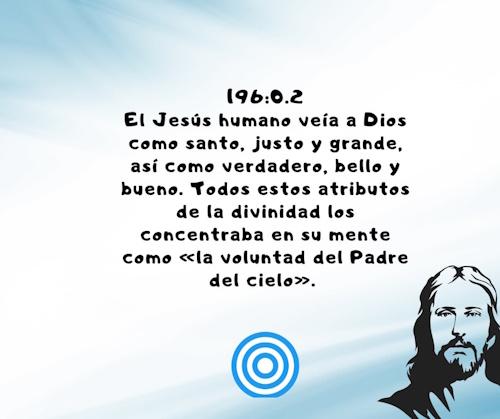 196:0.2
El Jesús humano veía a Dios
como santo, justo y grande,
así como verdadero, bello y
bueno. Todos estos atributos
de la divinidad los
concentraba en su mente
como «la voluntad del Padre
del cielo».